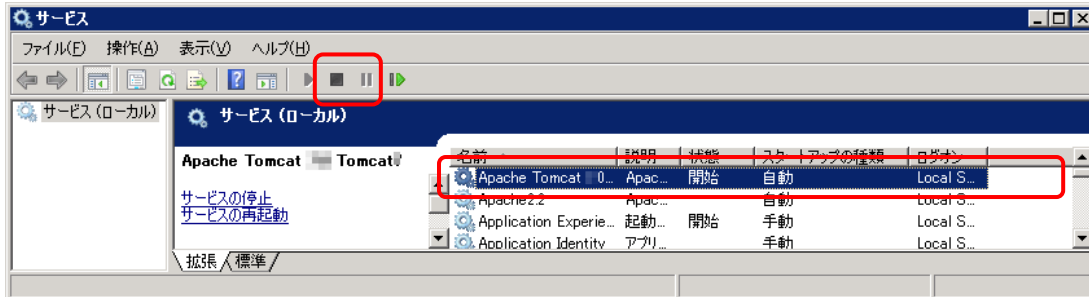 サービス
ファイル(F) 操作(A) 表示(V) ヘルプ(H)
サービス (ローカル)
サービス (ローカル)
Apache Tomcat Tomcat
サービスの停止
サービスの再起動
名前 説明 状態 スタートアップの種類 ログオン
Apache Tomcat 0... Apac... 開始 自動 Local S...
Apache2.2 Apac... 自動 Local S...
Application Experie... 起動... 開始 手動 Local S...
Application Identity アプリ... 手動 Local S...
拡張 標準